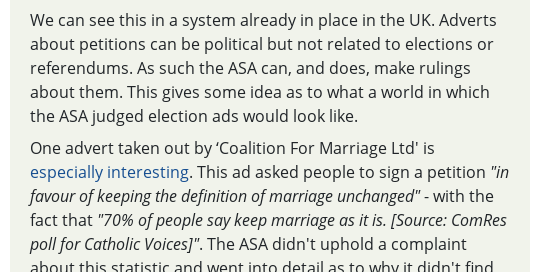 We can see this in a system already in place in the UK. Adverts
about petitions can be political but not related to elections or
referendums. As such the ASA can, and does, make rulings
about them. This gives some idea as to what a world in which
the ASA judged election ads would look like.
One advert taken out by ‘Coalition For Marriage Ltd' is
especially interesting. This ad asked people to sign a petition "in
favour of keeping the definition of marriage unchanged" - with the
fact that "70% of people say keep marriage as it is. [Source: ComRes
poll for Catholic Voices]". The ASA didn't uphold a complaint
about this statistic and went into detail as to why it didn't find